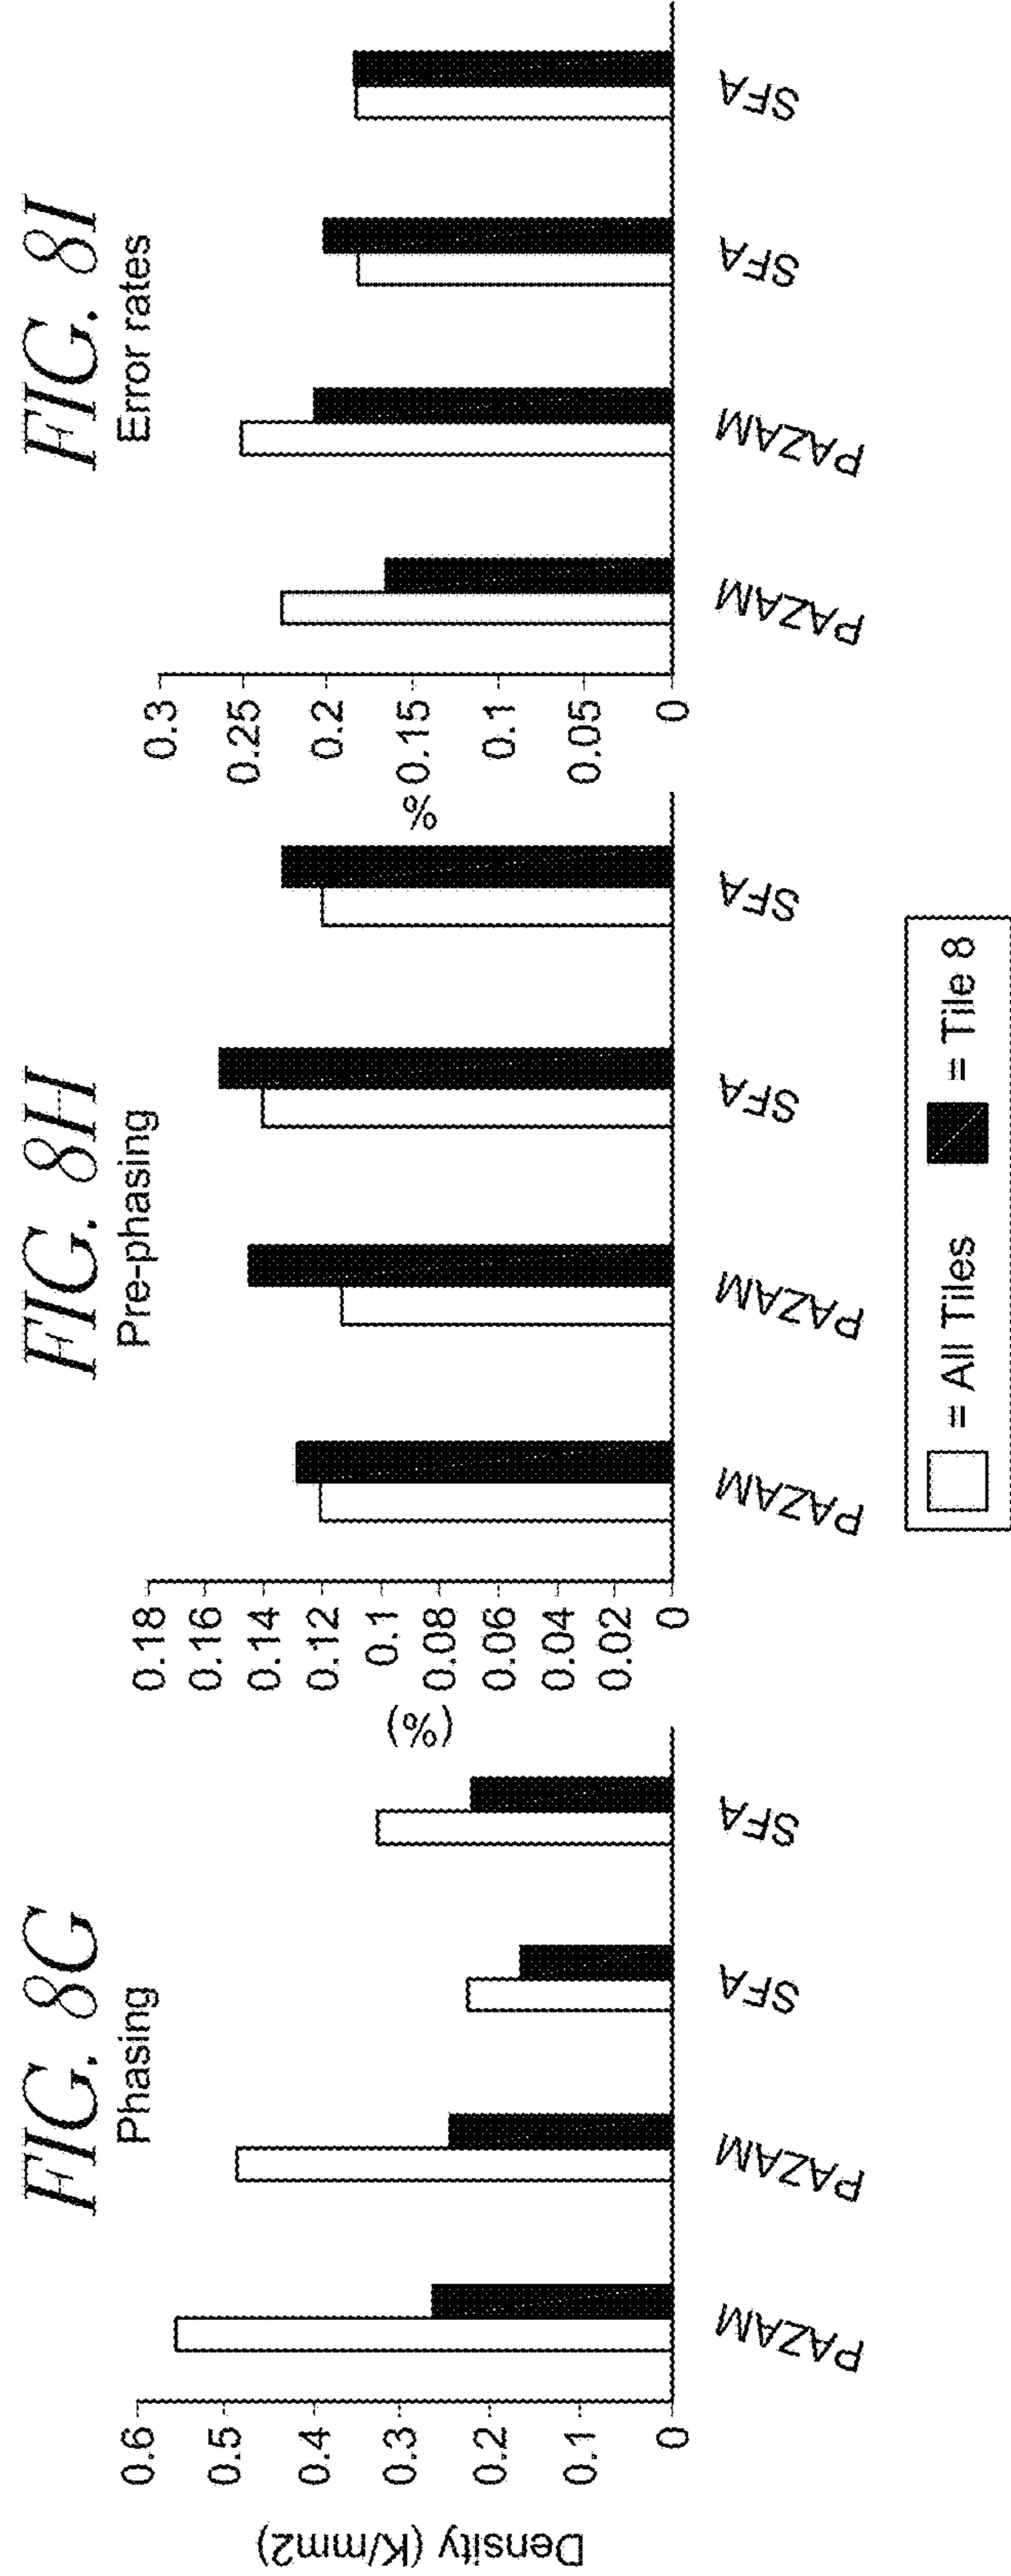 FIG. 8G
Phasing
Density (K/mm2)
0.6
0.5
0.4
0.3
0.2
0.1
0
PAZAM
PAZAM
SFA
SFA
FIG. 8H
Pre-phasing
(%)
0.18
0.16
0.14
0.12
0.1
0.08
0.06
0.04
0.02
0
PAZAM
PAZAM
SFA
SFA
FIG. 8I
Error rates
%
0.3
0.25
0.2
0.15
0.1
0.05
0
PAZAM
PAZAM
SFA
SFA
= All Tiles
= Tile 8